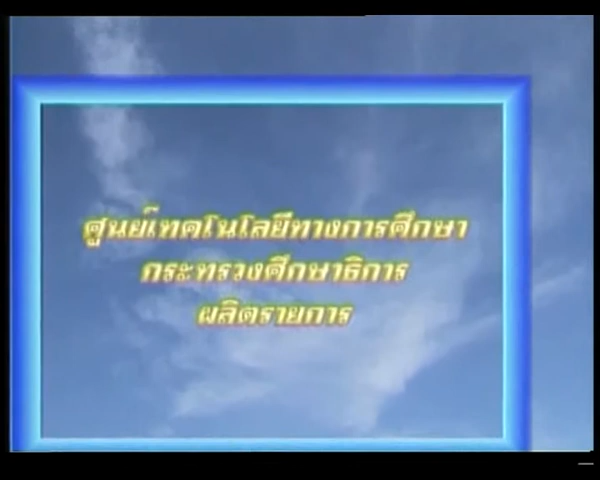 ศูนย์เทคโนโลยีทางการศึกษา
กระทรวงศึกษาธิการ
ผลิตรายการ